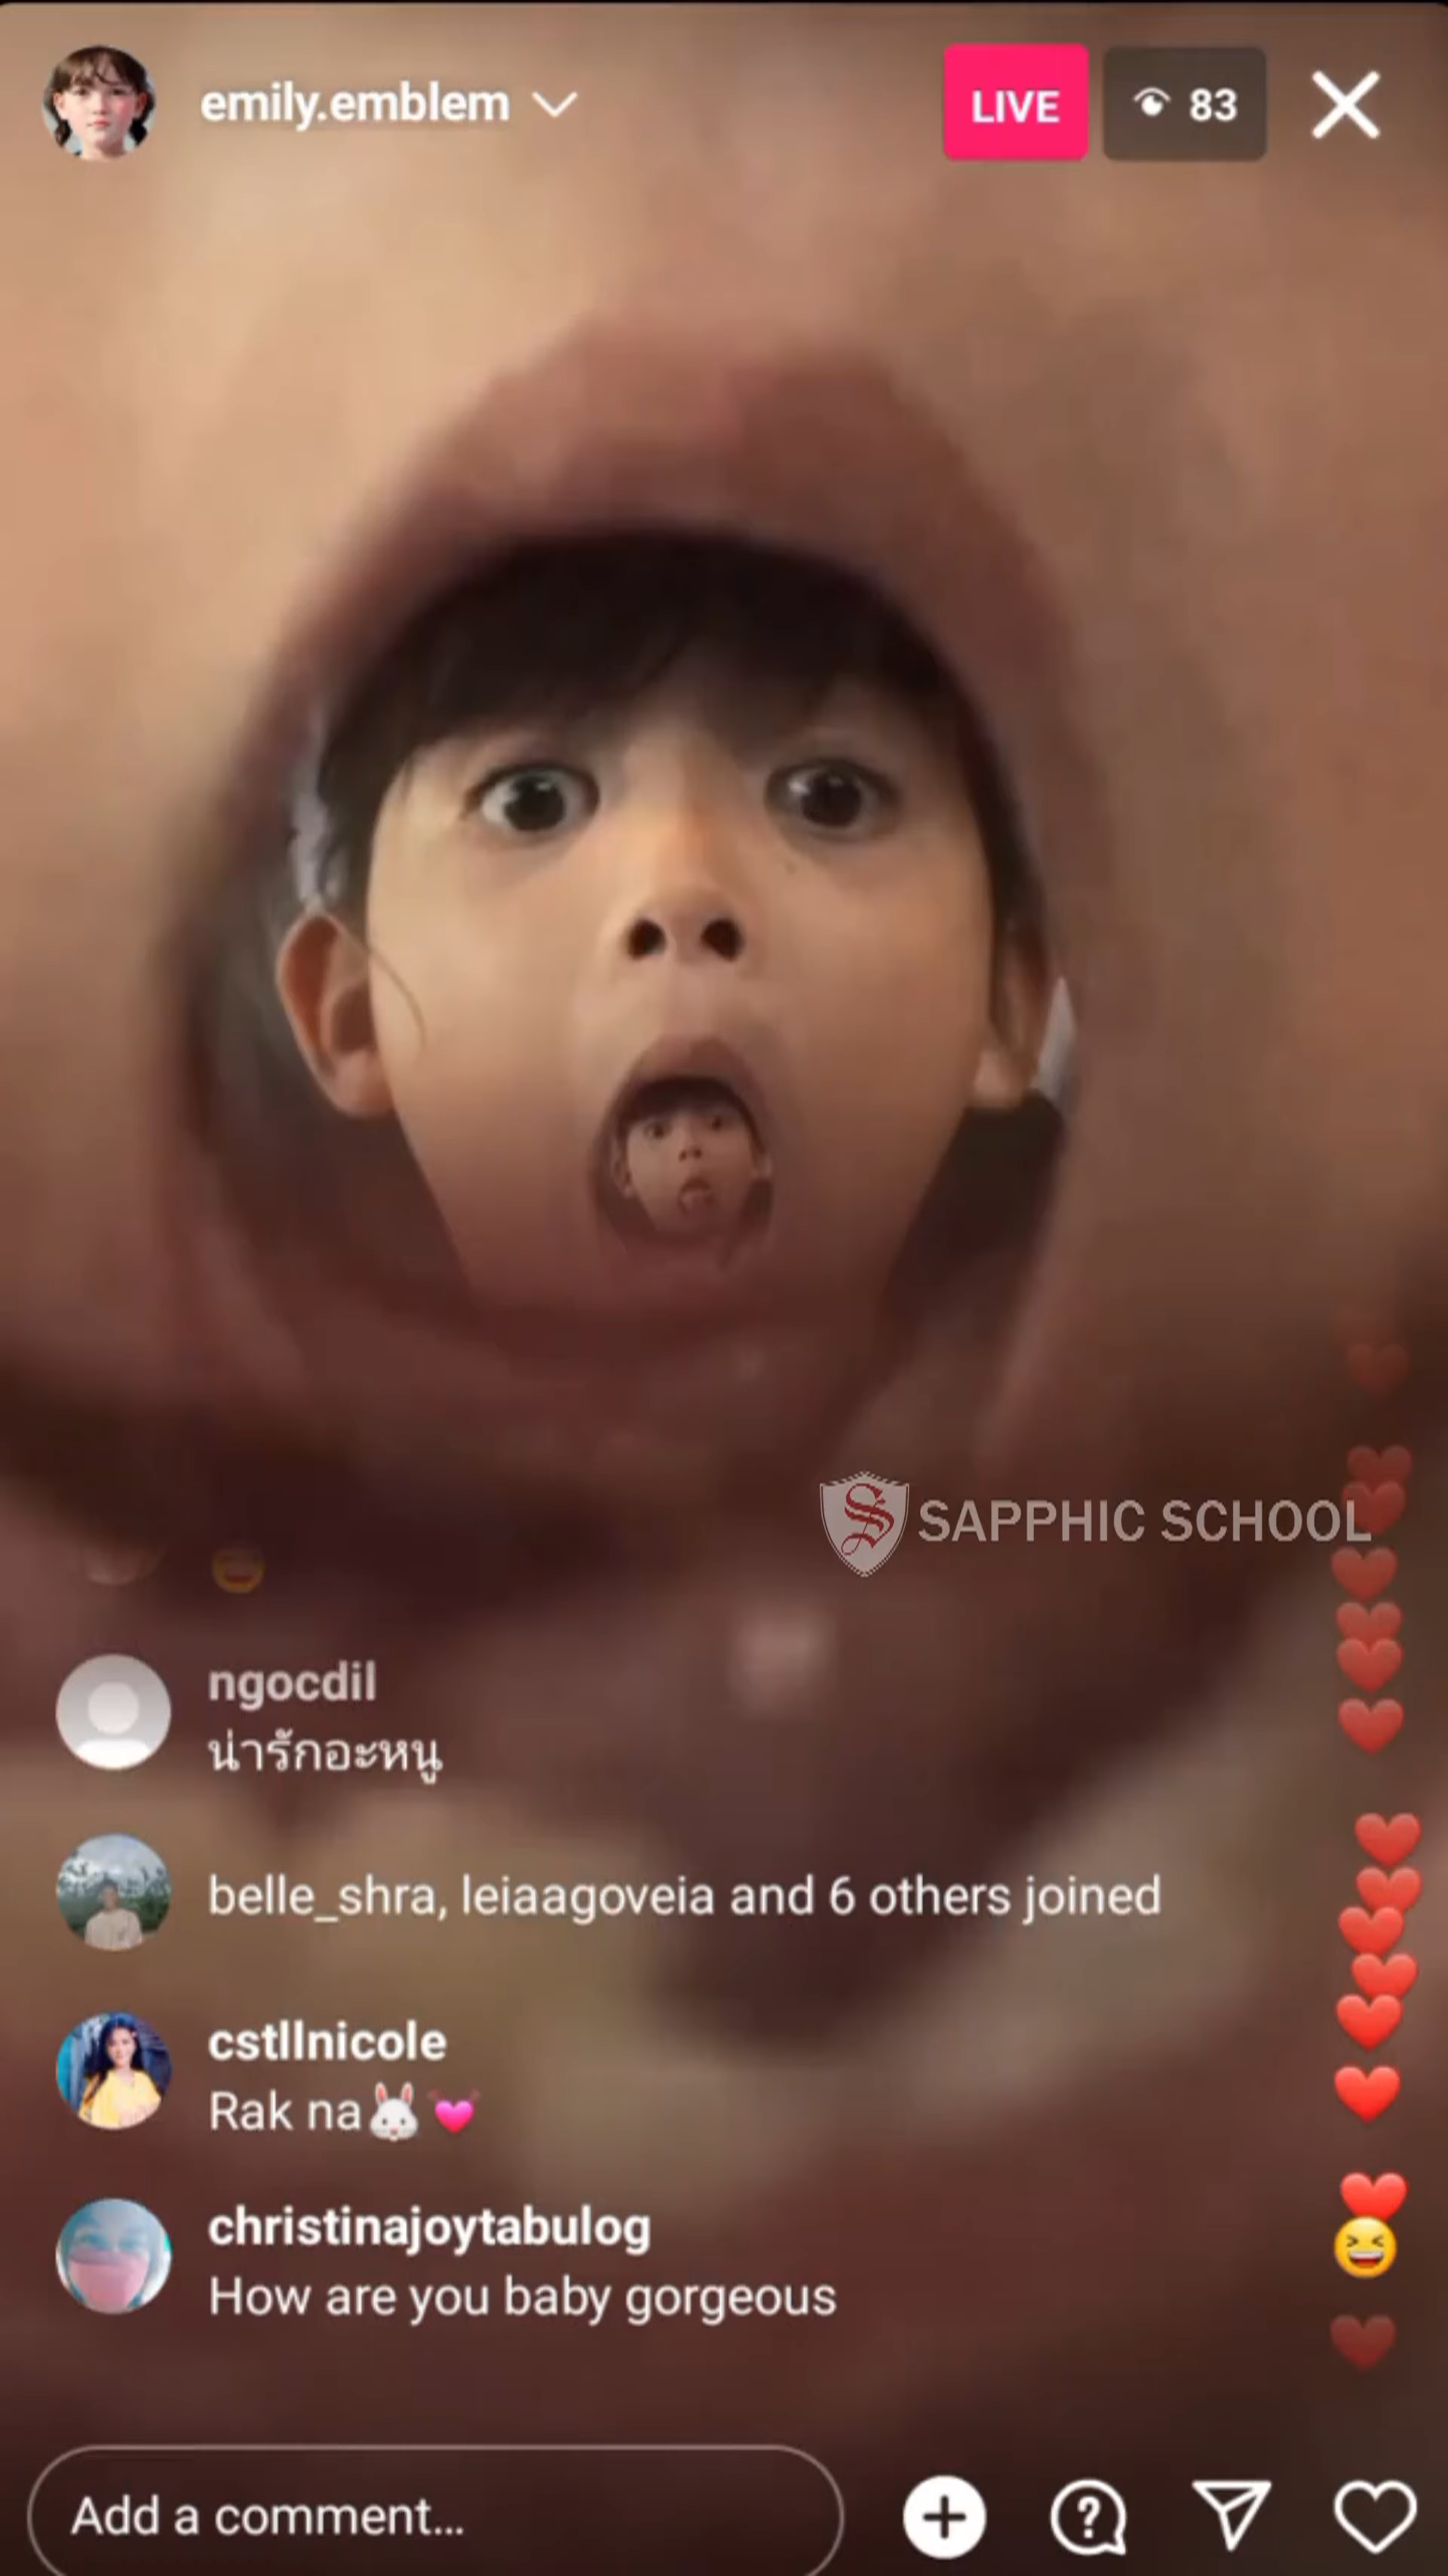 emily.emblem
LIVE
83
S SAPPHIC SCHOOL
ngocdil
น่ารักอะหนู
belle_shra, leiaagoveia and 6 others joined
cstllnicole
Rak na🐰💓
christinajoytabulog
How are you baby gorgeous
Add a comment...